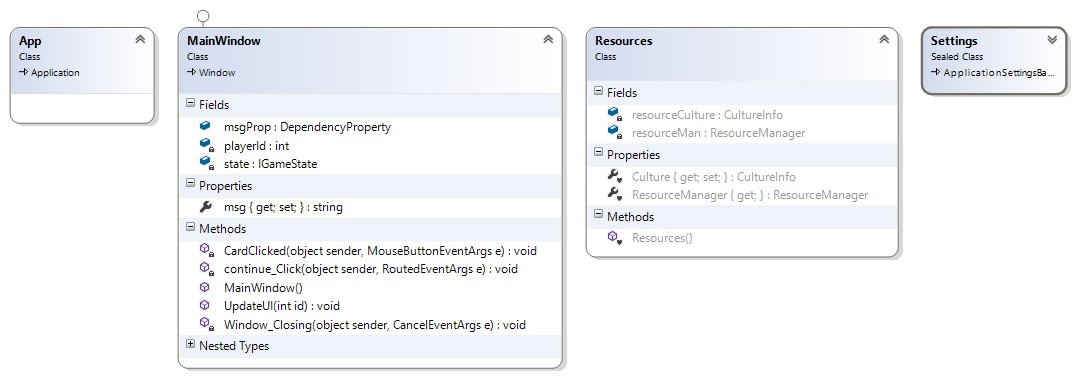 App
Class
Application
MainWindow
Class
Window
Fields
msgProp : DependencyProperty
playerId : int
state : IGameState
Properties
msg { get; set; } : string
Methods
CardClicked(object sender, MouseButtonEventArgs e) : void
continue_Click(object sender, RoutedEventArgs e) : void
MainWindow()
UpdateUI(int id) : void
Window_Closing(object sender, CancelEventArgs e) : void
Nested Types
Resources
Class
Fields
resourceCulture : CultureInfo
resourceMan : ResourceManager
Properties
Culture { get; set; } : CultureInfo
ResourceManager { get; } : ResourceManager
Methods
Resources()
Settings
Sealed Class
ApplicationSettingsBa...